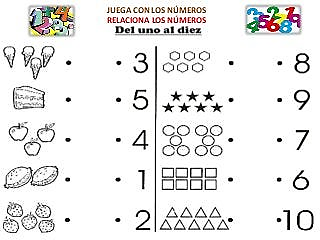 JUEGA CON LOS NÚMEROS
RELACIONA LOS NÚMEROS
Del uno al diez
3 8
5 9
4 7
1 6
2 10